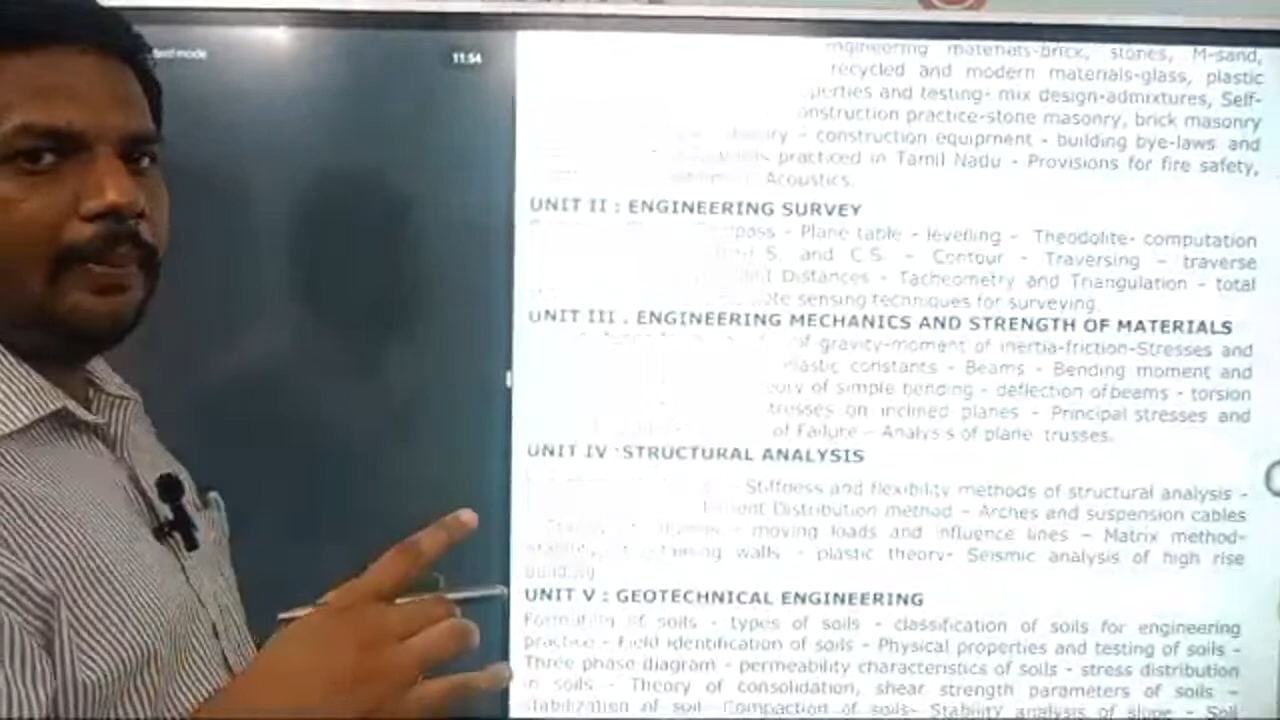 test mode
11:54
engineering materials-brick, stones, M-sand,
recycled and modern materials-glass, plastic
and testing- mix design-admixtures, Self-
construction practice-stone masonry, brick masonry
- construction equipment - building bye-laws and
practiced in Tamil Nadu - Provisions for fire safety,
Acoustics.
UNIT II : ENGINEERING SURVEY
- Plane table - levelling - Theodolite- computation
S. and C.S. - Contour - Traversing - traverse
Distances - Tacheometry and Triangulation - total
sensing techniques for surveying.
UNIT III . ENGINEERING MECHANICS AND STRENGTH OF MATERIALS
of gravity-moment of inertia-friction-Stresses and
constants - Beams - Bending moment and
of simple bending - deflection of beams - torsion
on inclined planes - Principal stresses and
of Failure - Analysis of plane trusses.
UNIT IV : STRUCTURAL ANALYSIS
- Stiffness and flexibility methods of structural analysis -
Distribution method - Arches and suspension cables
- moving loads and influence lines - Matrix method-
walls - plastic theory- Seismic analysis of high rise
building
UNIT V : GEOTECHNICAL ENGINEERING
Formation of soils - types of soils - classification of soils for engineering
practice - Field identification of soils - Physical properties and testing of soils -
Three phase diagram - permeability characteristics of soils - stress distribution
in soils - Theory of consolidation, shear strength parameters of soils -
stabilization of soil- Compaction of soils- Stability analysis of slope - Soil